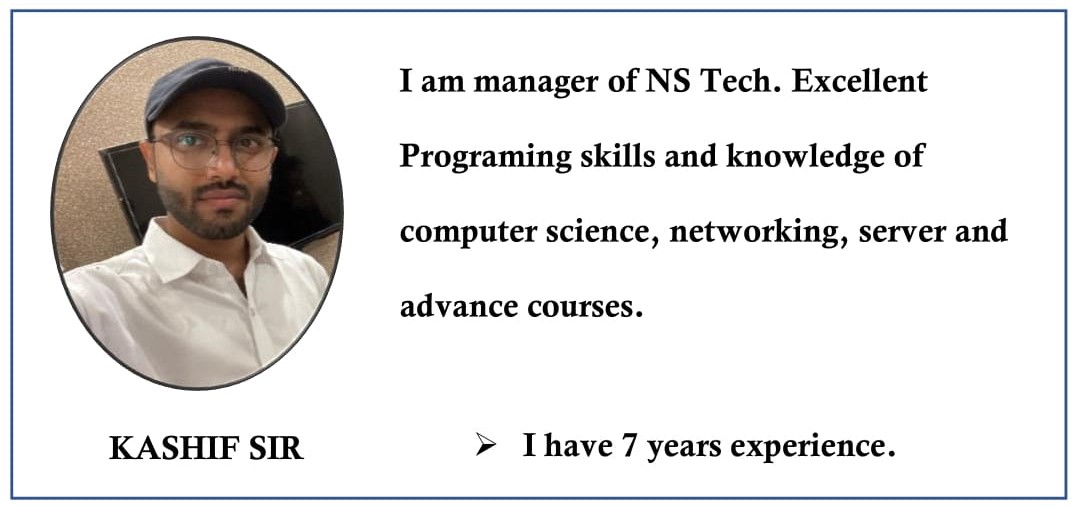 I am manager of NS Tech. Excellent
Programing skills and knowledge of
computer science, networking, server and
advance courses.
KASHIF SIR
➢ I have 7 years experience.